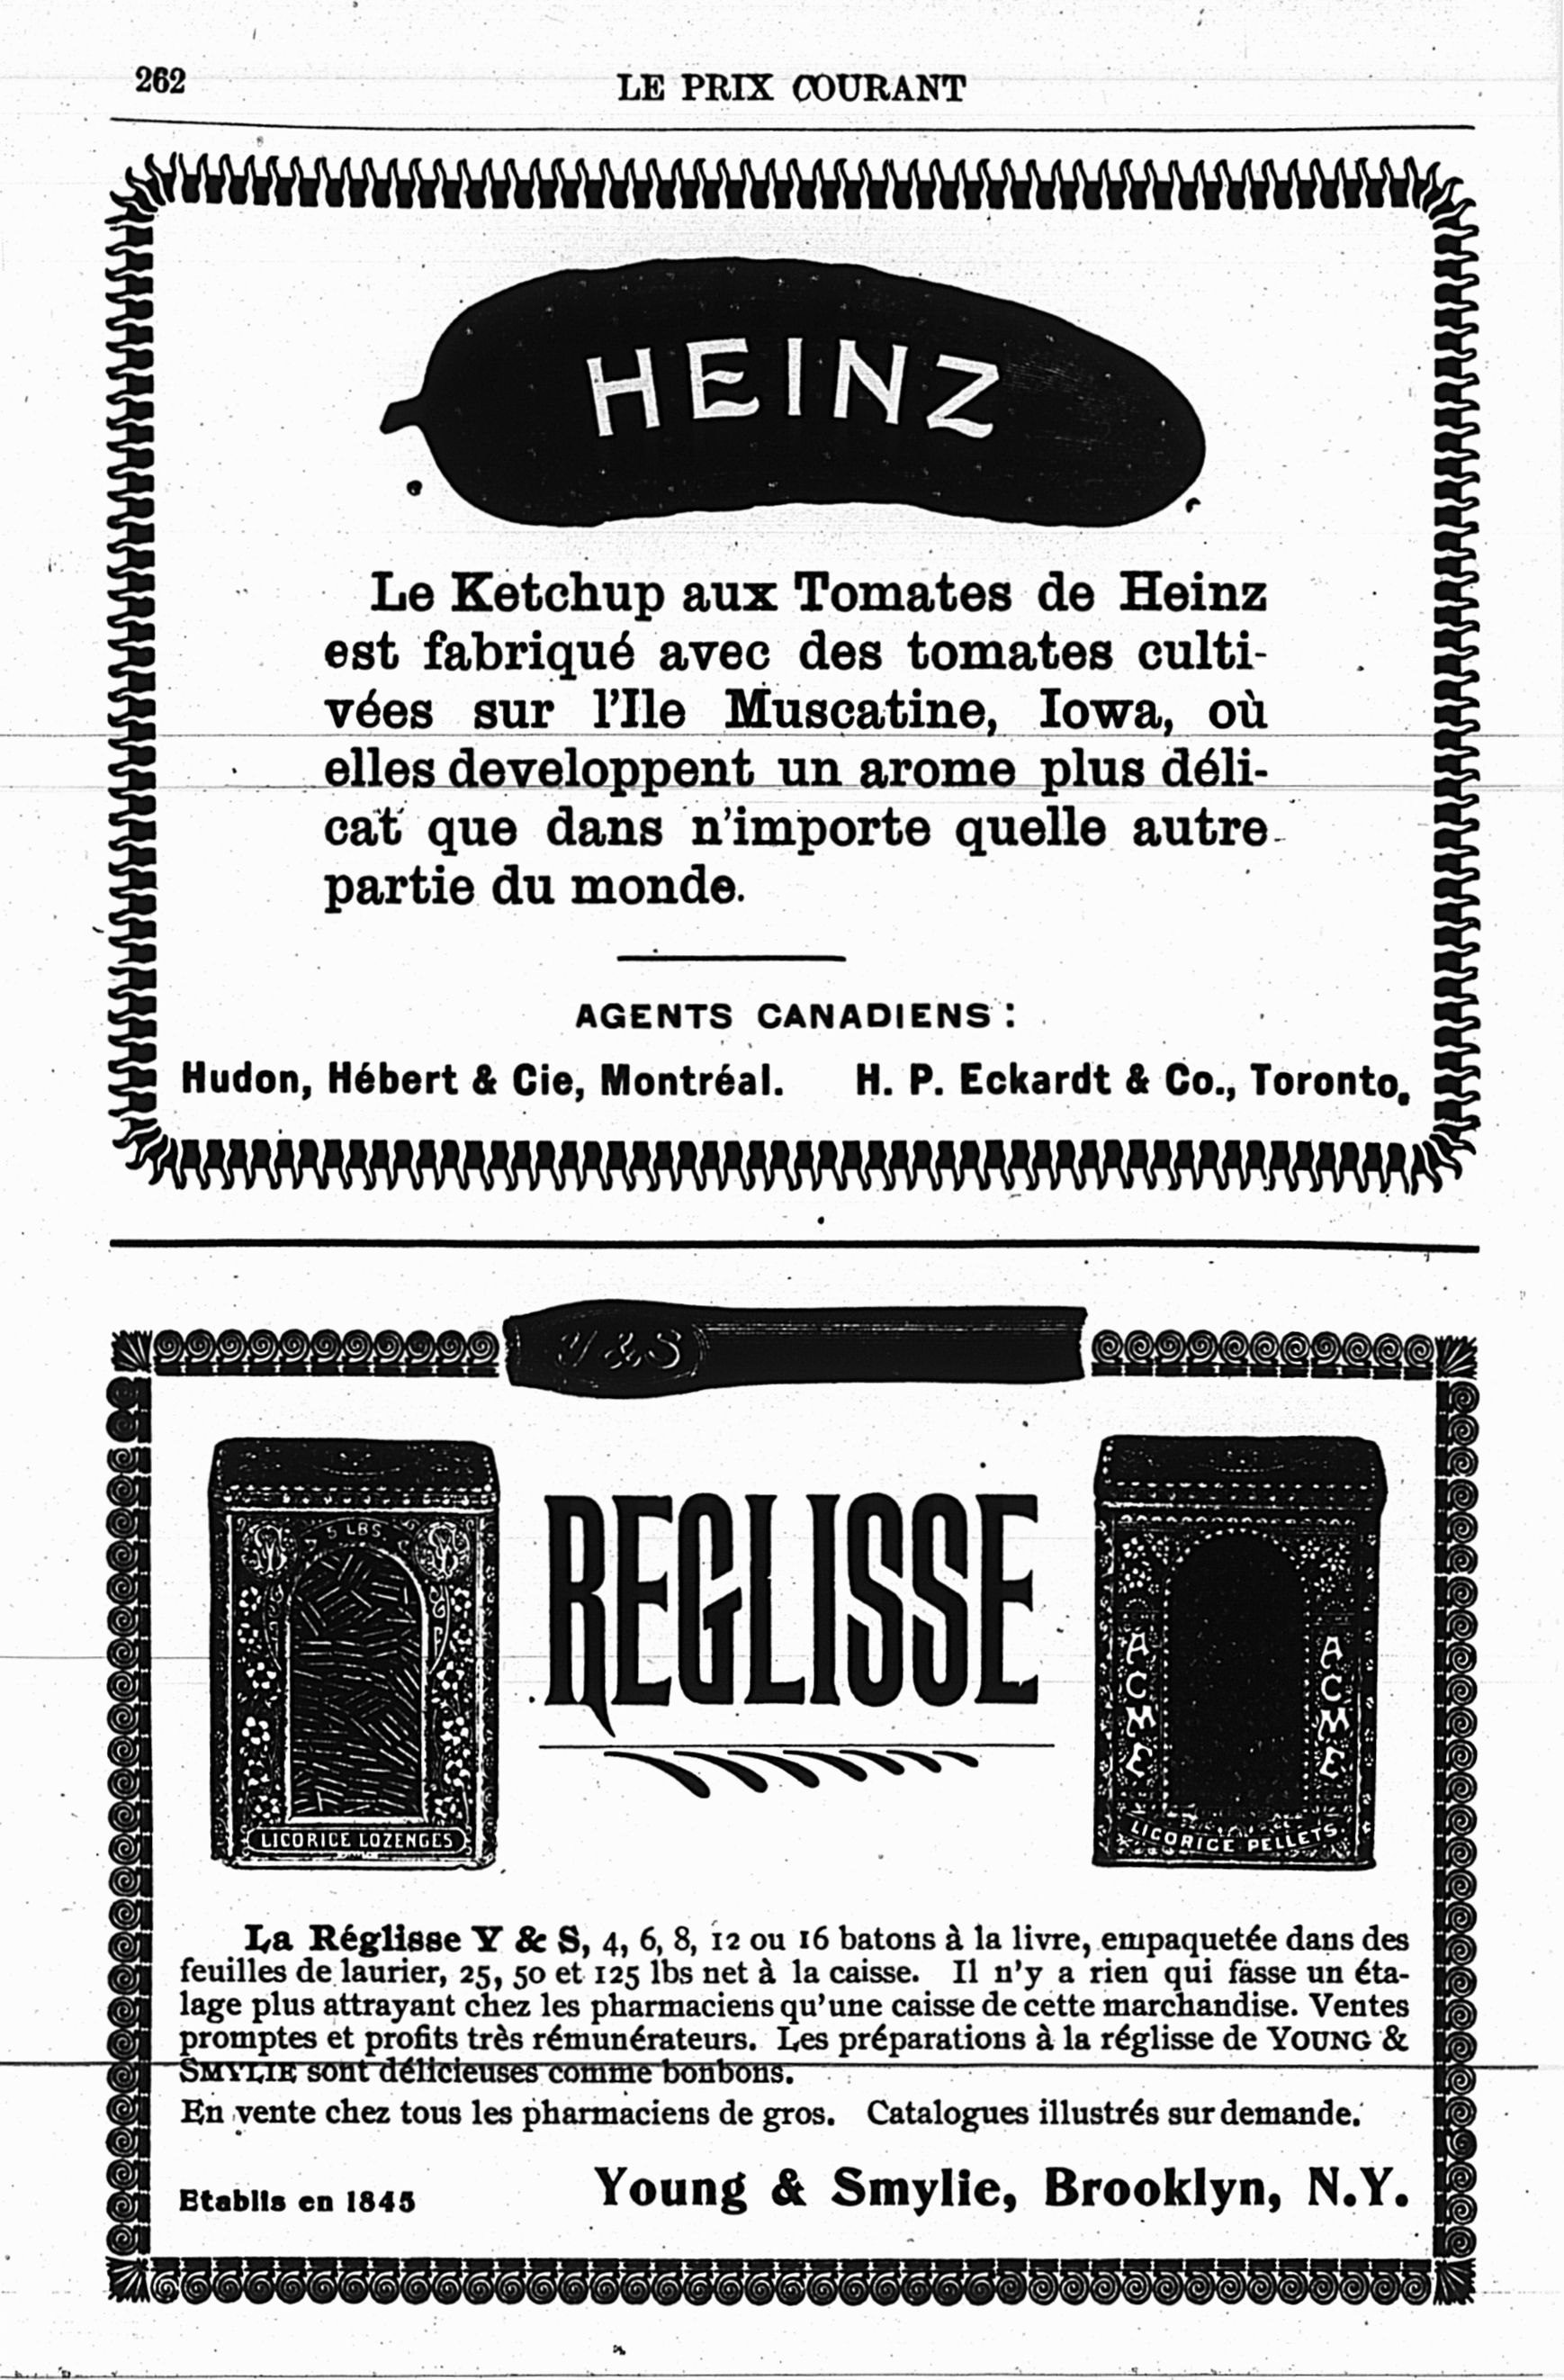 262
LE PRIX COURANT
HEINZ
Le Ketchup aux Tomates de Heinz
est fabriqué avec des tomates culti-
vées sur l'Ile Muscatine, Iowa, où
elles developpent un arome plus déli-
cat que dans n'importe quelle autre
partie du monde.
AGENTS CANADIENS :
Hudon, Hébert & Cie, Montréal. H. P. Eckardt & Co., Toronto.
Y & S
5 LBS.
REGLISSE
ACME
ACME
LICORICE LOZENGES
LICORICE PELLETS
La Réglisse Y & S, 4, 6, 8, 12 ou 16 batons à la livre, empaquetée dans des
feuilles de laurier, 25, 50 et 125 lbs net à la caisse. Il n'y a rien qui fasse un éta-
lage plus attrayant chez les pharmaciens qu'une caisse de cette marchandise. Ventes
promptes et profits très rémunérateurs. Les préparations à la réglisse de YOUNG &
SMYLIE sont délicieuses comme bonbons.
En vente chez tous les pharmaciens de gros. Catalogues illustrés sur demande.
Etablis en 1845
Young & Smylie, Brooklyn, N.Y.